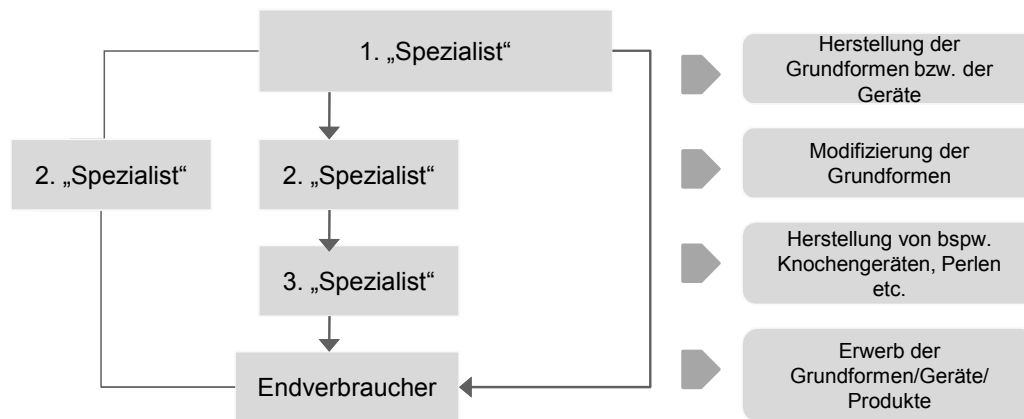 1. „Spezialist“
Herstellung der
Grundformen bzw. der
Geräte
2. „Spezialist“
2. „Spezialist“
Modifizierung der
Grundformen
3. „Spezialist“
Herstellung von bspw.
Knochengeräten, Perlen
etc.
Endverbraucher
Erwerb der
Grundformen/Geräte/
Produkte